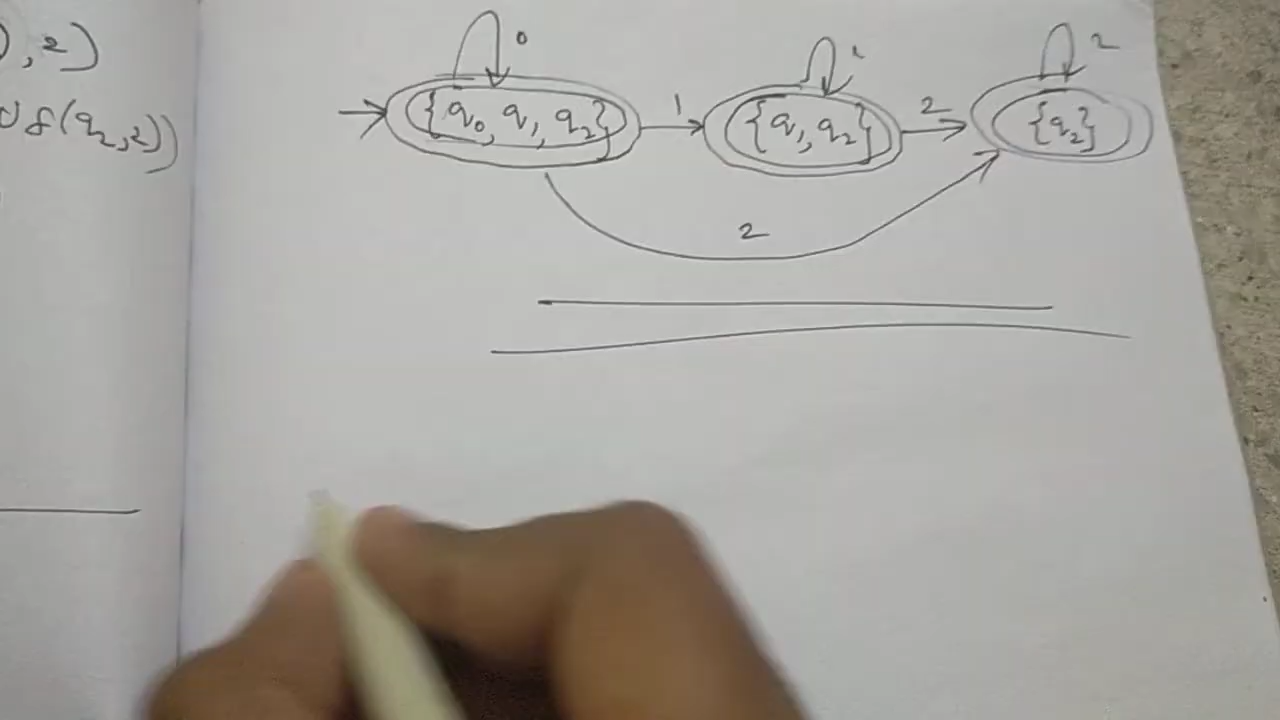 ), 2)
∪ δ(q2, 2))
0
1
2
{q0, q1, q2}
1
{q1, q2}
2
{q2}
2